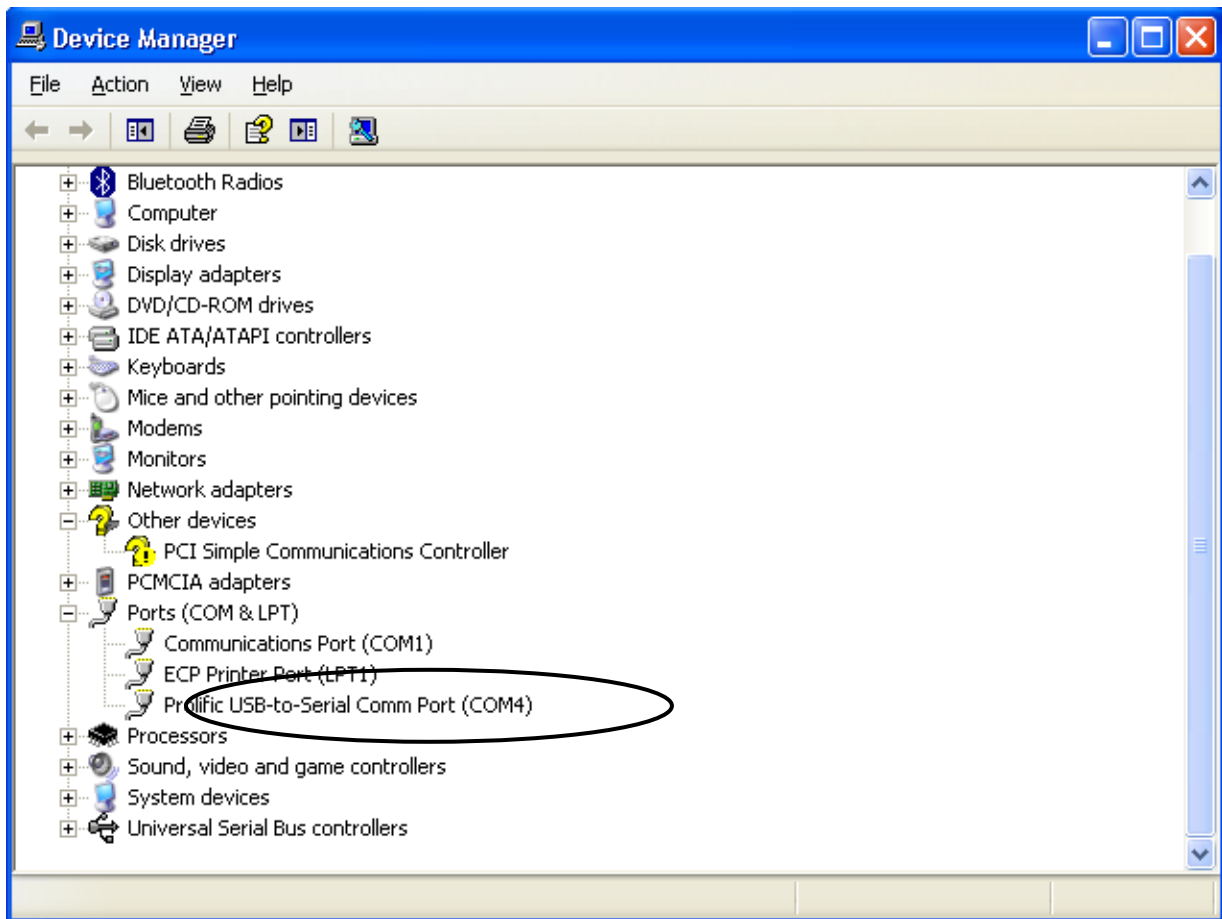 Device Manager
File Action View Help
Bluetooth Radios
Computer
Disk drives
Display adapters
DVD/CD-ROM drives
IDE ATA/ATAPI controllers
Keyboards
Mice and other pointing devices
Modems
Monitors
Network adapters
Other devices
PCI Simple Communications Controller
PCMCIA adapters
Ports (COM & LPT)
Communications Port (COM1)
ECP Printer Port (LPT1)
Prolific USB-to-Serial Comm Port (COM4)
Processors
Sound, video and game controllers
System devices
Universal Serial Bus controllers